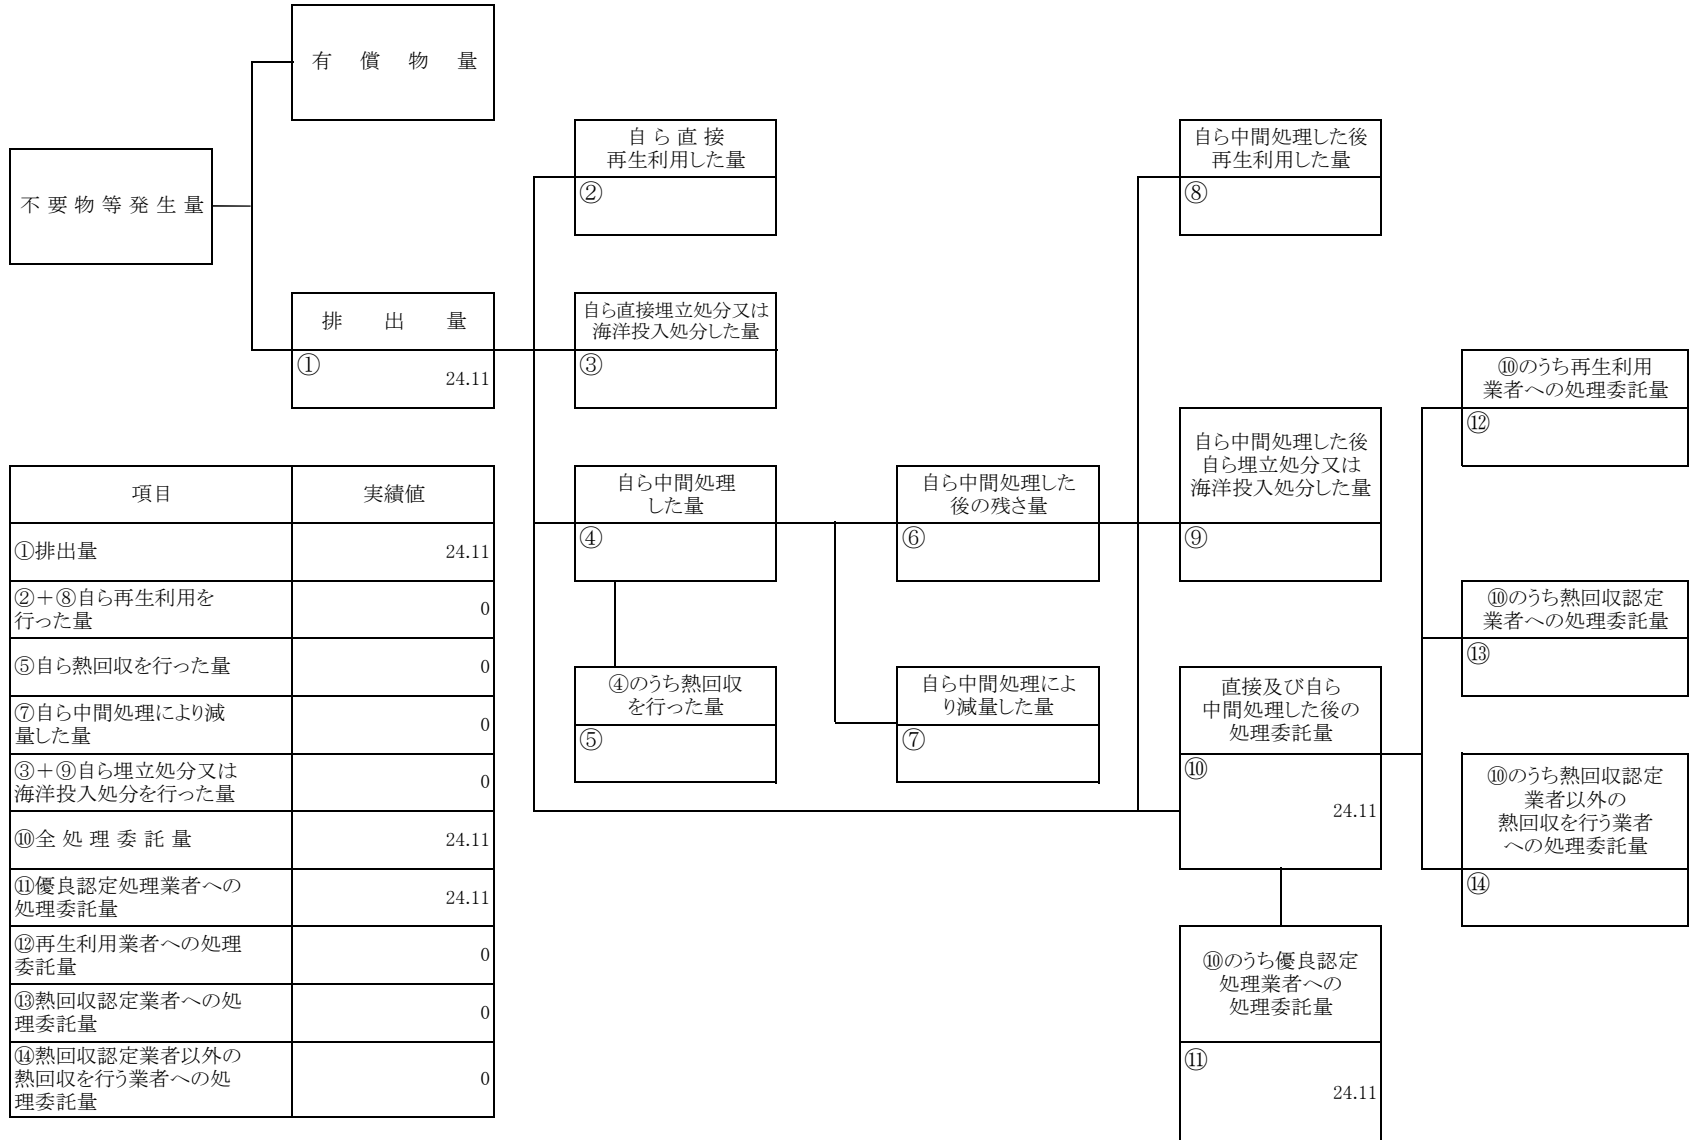 有償物量
不要物等発生量
排出量
①
24.11
自ら直接
再生利用した量
②
自ら直接埋立処分又は
海洋投入処分した量
③
自ら中間処理
した量
④
④のうち熱回収
を行った量
⑤
自ら中間処理した
後の残さ量
⑥
自ら中間処理によ
り減量した量
⑦
自ら中間処理した後
再生利用した量
⑧
自ら中間処理した後
自ら埋立処分又は
海洋投入処分した量
⑨
直接及び自ら
中間処理した後の
処理委託量
⑩
24.11
⑩のうち優良認定
処理業者への
処理委託量
⑪
24.11
⑩のうち再生利用
業者への処理委託量
⑫
⑩のうち熱回収認定
業者への処理委託量
⑬
⑩のうち熱回収認定
業者以外の
熱回収を行う業者
への処理委託量
⑭
項目 実績値
①排出量 24.11
②＋⑧自ら再生利用を
行った量 0
⑤自ら熱回収を行った量 0
⑦自ら中間処理により減
量した量 0
③＋⑨自ら埋立処分又は
海洋投入処分を行った量 0
⑩全処理委託量 24.11
⑪優良認定処理業者への
処理委託量 24.11
⑫再生利用業者への処理
委託量 0
⑬熱回収認定業者への処
理委託量 0
⑭熱回収認定業者以外の
熱回収を行う業者への処
理委託量 0